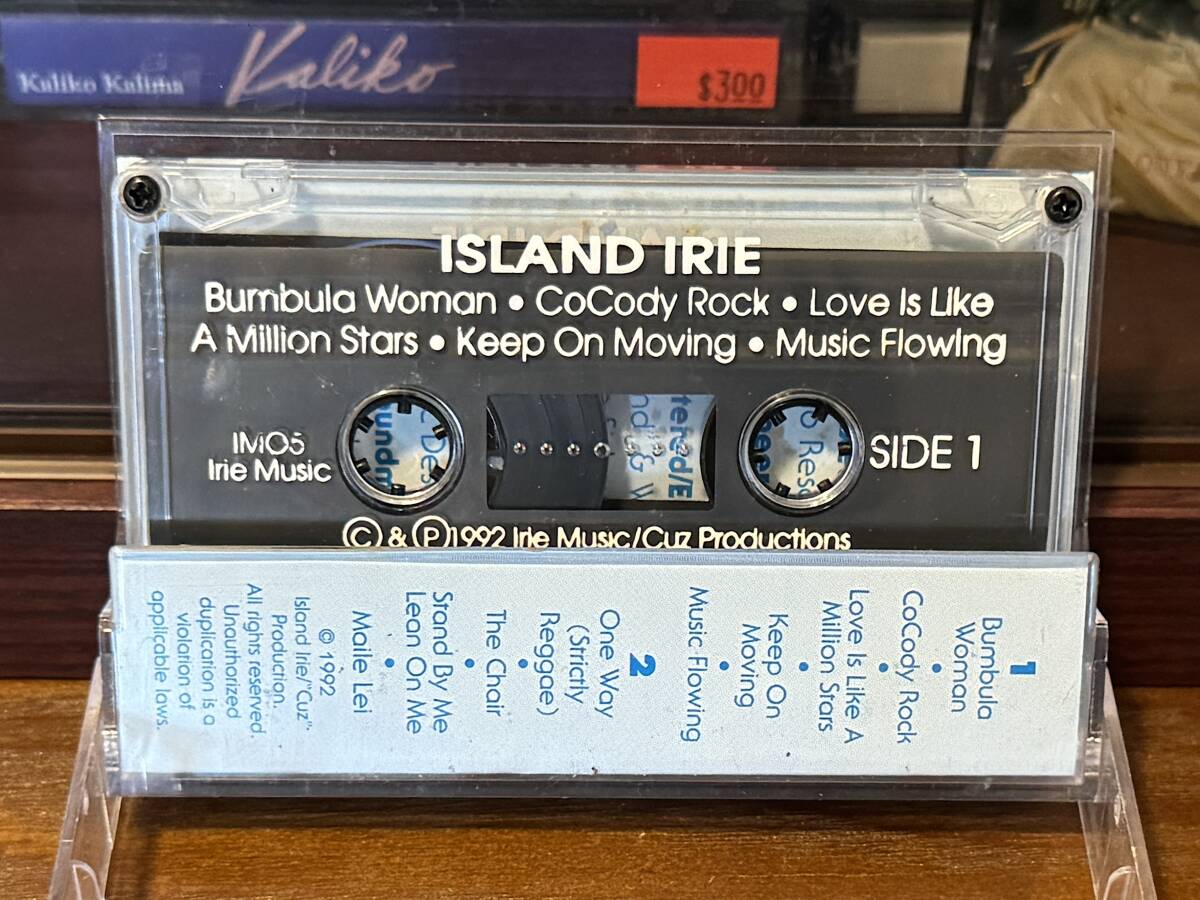 Kaliko Kalima
Kaliko
$3.00
ISLAND IRIE
Bumbula Woman • CoCody Rock • Love Is Like
A Million Stars • Keep On Moving • Music Flowing
IM05
Irie Music
SIDE 1
© & ℗ 1992 Irie Music/Cuz Productions
1
Bumbula
Woman
•
CoCody Rock
•
Love Is Like A
Million Stars
•
Keep On
Moving
•
Music Flowing
2
One Way
(Strictly
Reggae)
•
The Chair
•
Stand By Me
Lean On Me
•
Maile Lei
© 1992
Island Irie/"Cuz"
Production.
All rights reserved.
Unauthorized
duplication is a
violation of
applicable laws.